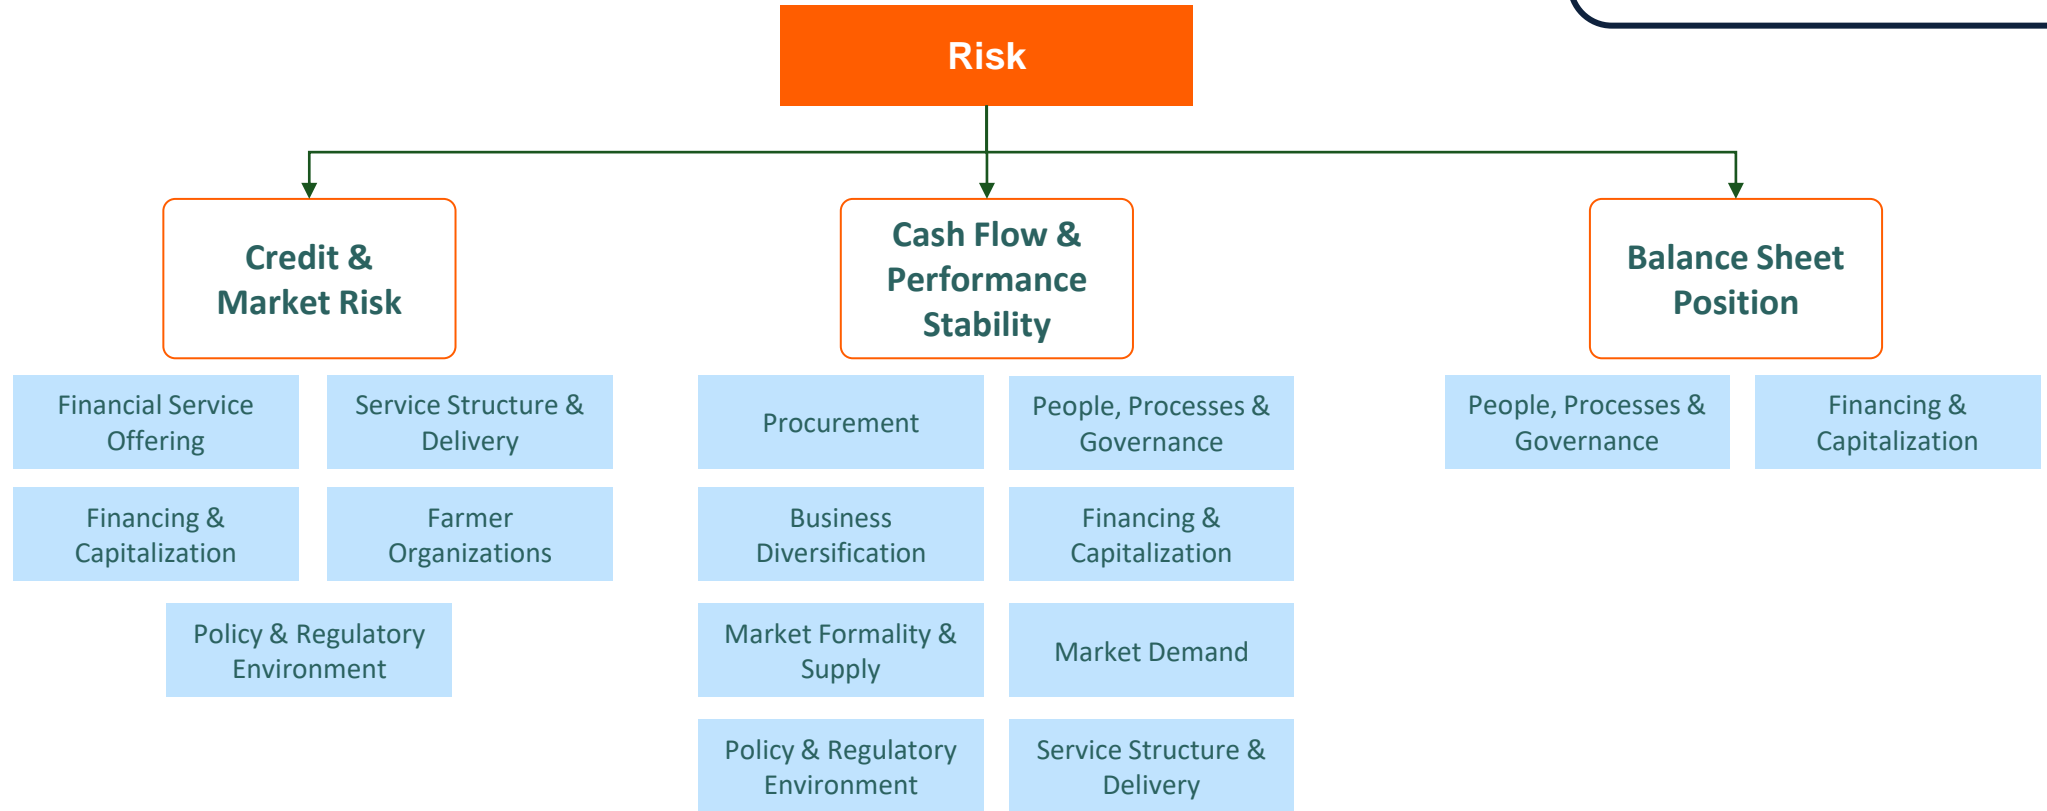 Risk
Credit &
Market Risk
Cash Flow &
Performance
Stability
Balance Sheet
Position
Financial Service
Offering
Service Structure &
Delivery
Financing &
Capitalization
Farmer
Organizations
Policy & Regulatory
Environment
Procurement
People, Processes &
Governance
Business
Diversification
Financing &
Capitalization
Market Formality &
Supply
Market Demand
Policy & Regulatory
Environment
Service Structure &
Delivery
People, Processes &
Governance
Financing &
Capitalization